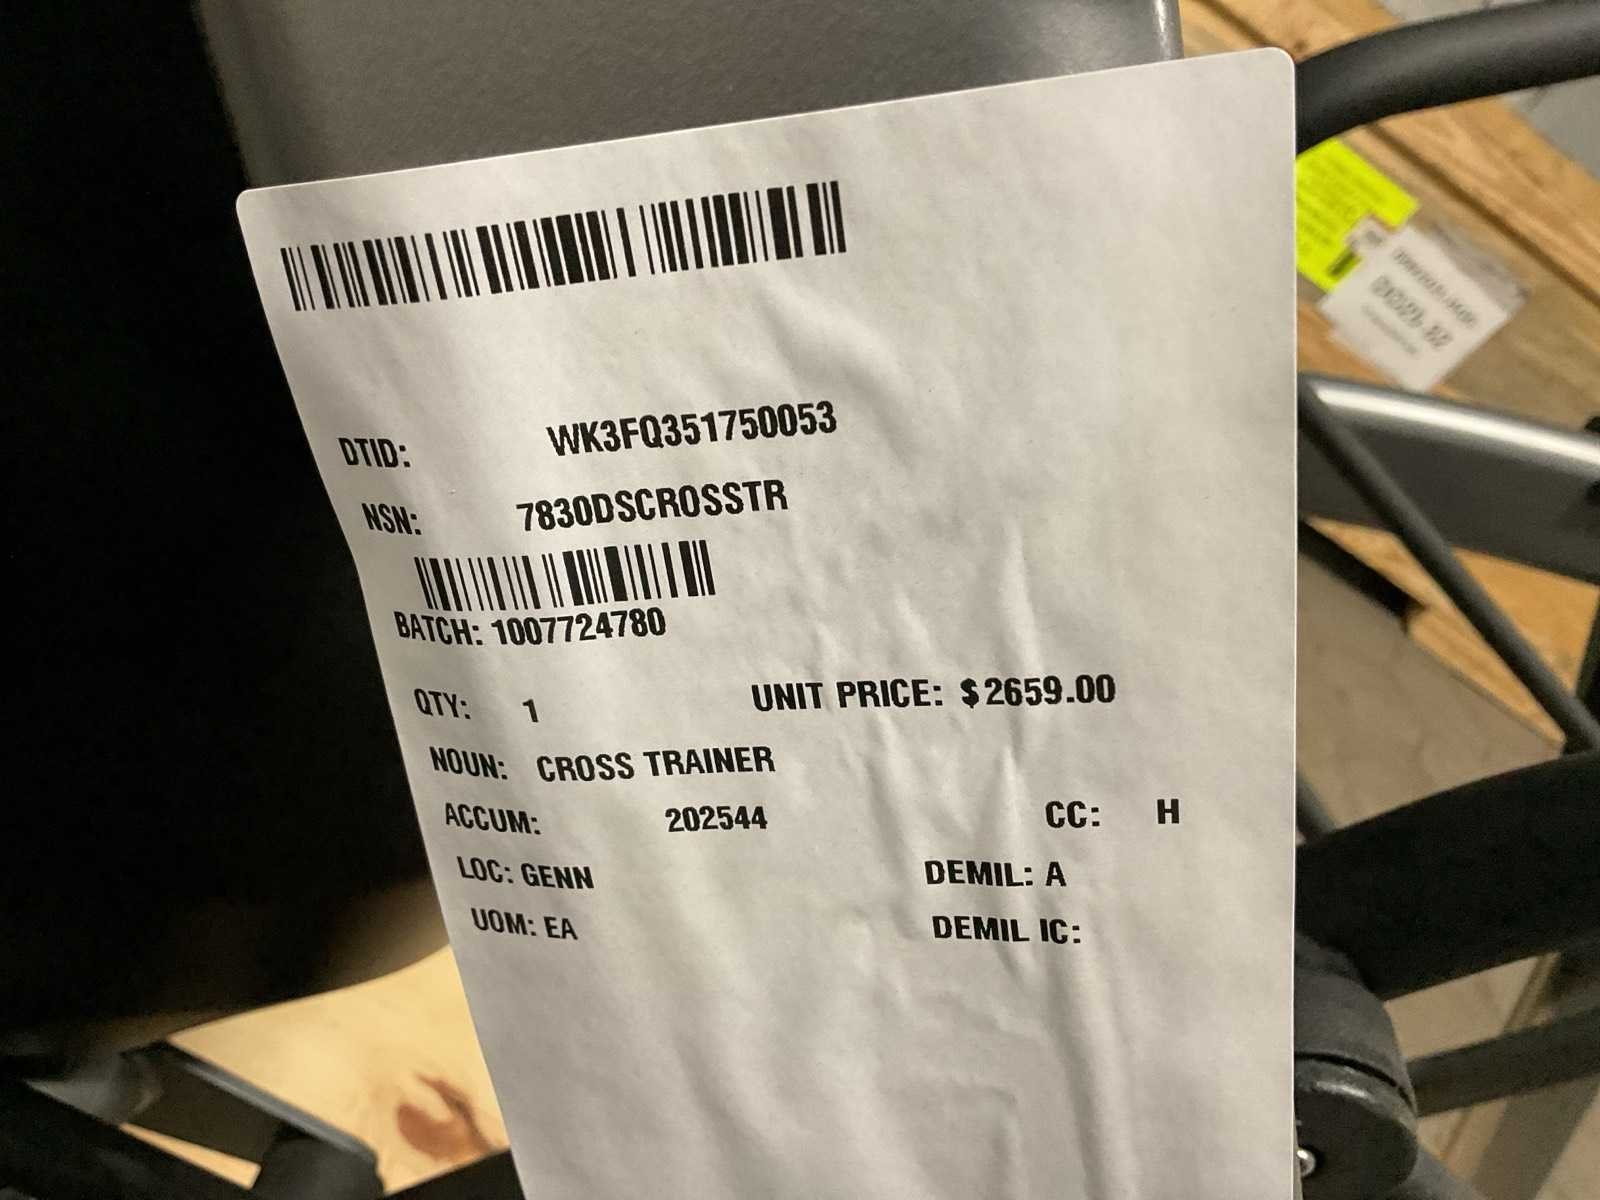 DTID: WK3FQ351750053
NSN: 7830DSCROSSTR
BATCH: 1007724780
QTY: 1 UNIT PRICE: $2659.00
NOUN: CROSS TRAINER
ACCUM: 202544 CC: H
LOC: GENN DEMIL: A
UOM: EA DEMIL IC: